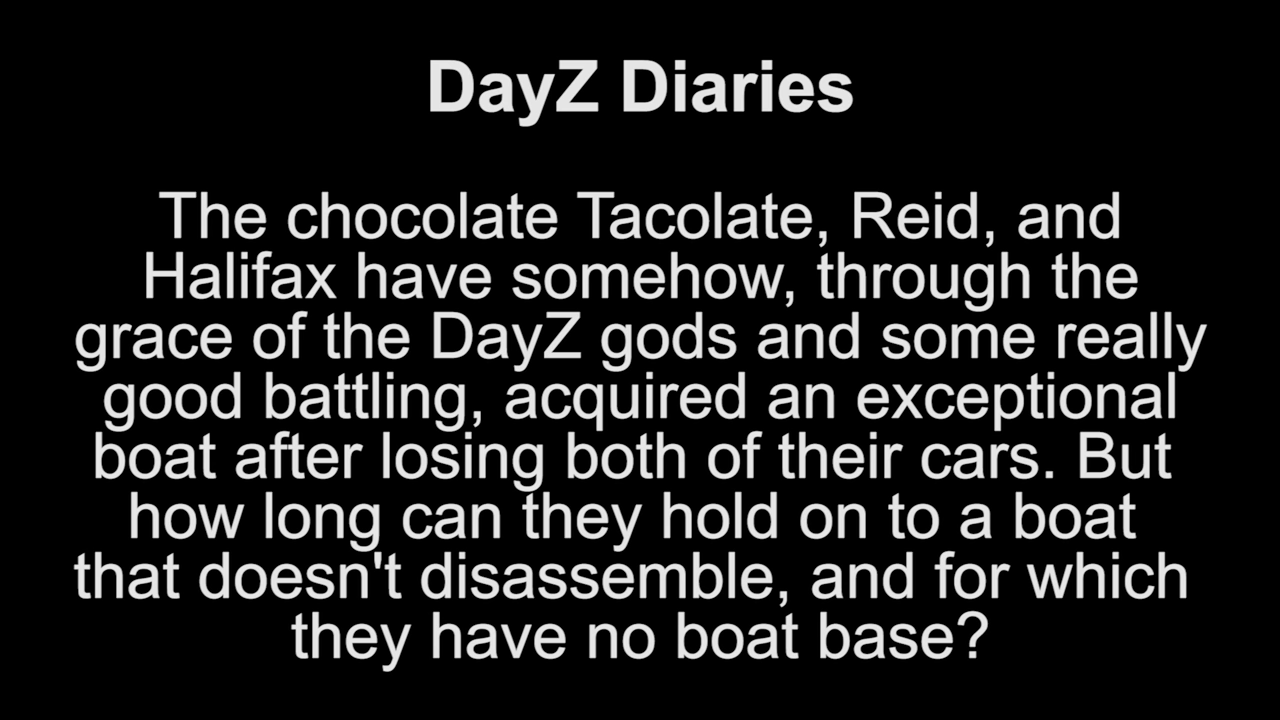 DayZ Diaries
The chocolate Tacolate, Reid, and
Halifax have somehow, through the
grace of the DayZ gods and some really
good battling, acquired an exceptional
boat after losing both of their cars. But
how long can they hold on to a boat
that doesn't disassemble, and for which
they have no boat base?